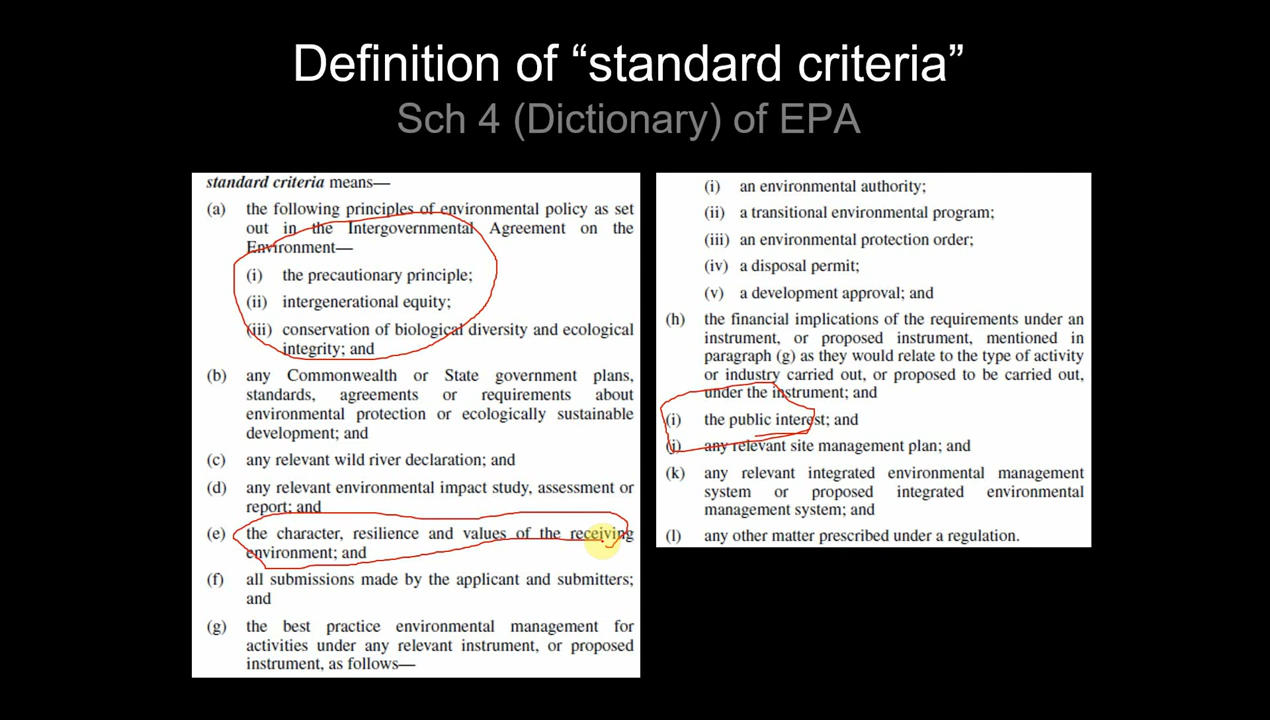 Definition of “standard criteria”
Sch 4 (Dictionary) of EPA
standard criteria means—
(a) the following principles of environmental policy as set
out in the Intergovernmental Agreement on the
Environment—
(i) the precautionary principle;
(ii) intergenerational equity;
(iii) conservation of biological diversity and ecological
integrity; and
(b) any Commonwealth or State government plans,
standards, agreements or requirements about
environmental protection or ecologically sustainable
development; and
(c) any relevant wild river declaration; and
(d) any relevant environmental impact study, assessment or
report; and
(e) the character, resilience and values of the receiving
environment; and
(f) all submissions made by the applicant and submitters;
and
(g) the best practice environmental management for
activities under any relevant instrument, or proposed
instrument, as follows—
(i) an environmental authority;
(ii) a transitional environmental program;
(iii) an environmental protection order;
(iv) a disposal permit;
(v) a development approval; and
(h) the financial implications of the requirements under an
instrument, or proposed instrument, mentioned in
paragraph (g) as they would relate to the type of activity
or industry carried out, or proposed to be carried out,
under the instrument; and
(i) the public interest; and
(j) any relevant site management plan; and
(k) any relevant integrated environmental management
system or proposed integrated environmental
management system; and
(l) any other matter prescribed under a regulation.